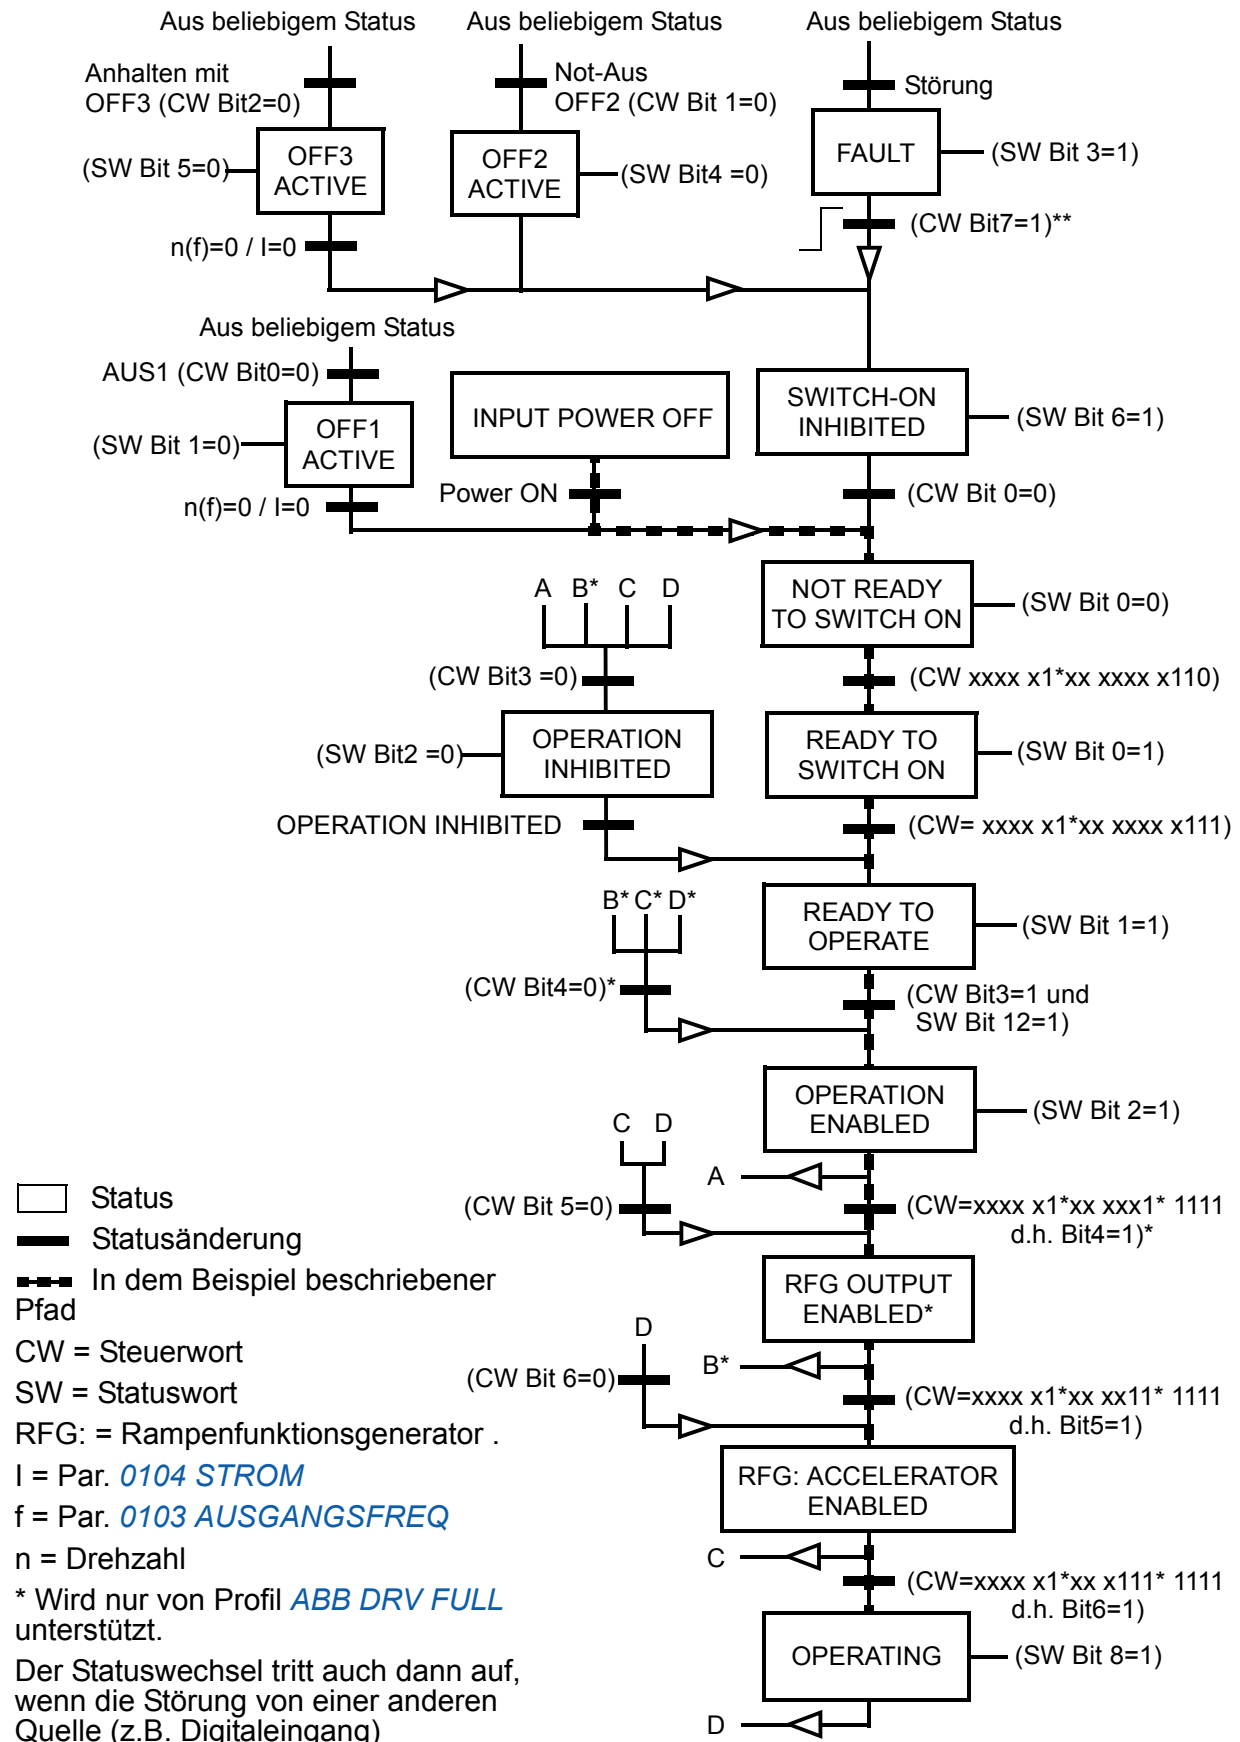 Aus beliebigem Status
Aus beliebigem Status
Aus beliebigem Status
Anhalten mit
OFF3 (CW Bit2=0)
Not-Aus
OFF2 (CW Bit 1=0)
Störung
(SW Bit 5=0)
OFF3
ACTIVE
OFF2
ACTIVE
(SW Bit4 =0)
FAULT
(SW Bit 3=1)
n(f)=0 / I=0
(CW Bit7=1)**
Aus beliebigem Status
AUS1 (CW Bit0=0)
(SW Bit 1=0)
OFF1
ACTIVE
INPUT POWER OFF
SWITCH-ON
INHIBITED
(SW Bit 6=1)
n(f)=0 / I=0
Power ON
(CW Bit 0=0)
A B* C D
NOT READY
TO SWITCH ON
(SW Bit 0=0)
(CW Bit3 =0)
(CW xxxx x1*xx xxxx x110)
(SW Bit2 =0)
OPERATION
INHIBITED
READY TO
SWITCH ON
(SW Bit 0=1)
OPERATION INHIBITED
(CW= xxxx x1*xx xxxx x111)
B* C* D*
READY TO
OPERATE
(SW Bit 1=1)
(CW Bit4=0)*
(CW Bit3=1 und
SW Bit 12=1)
OPERATION
ENABLED
(SW Bit 2=1)
C D
A
(CW Bit 5=0)
(CW=xxxx x1*xx xxx1* 1111
d.h. Bit4=1)*
RFG OUTPUT
ENABLED*
D
B*
(CW Bit 6=0)
(CW=xxxx x1*xx xx11* 1111
d.h. Bit5=1)
RFG: ACCELERATOR
ENABLED
C
(CW=xxxx x1*xx x111* 1111
d.h. Bit6=1)
OPERATING
(SW Bit 8=1)
D
Status
Statusänderung
In dem Beispiel beschriebener
Pfad
CW = Steuerwort
SW = Statuswort
RFG: = Rampenfunktionsgenerator .
I = Par. 0104 STROM
f = Par. 0103 AUSGANGSFREQ
n = Drehzahl
* Wird nur von Profil ABB DRV FULL
unterstützt.
Der Statuswechsel tritt auch dann auf,
wenn die Störung von einer anderen
Quelle (z.B. Digitaleingang)